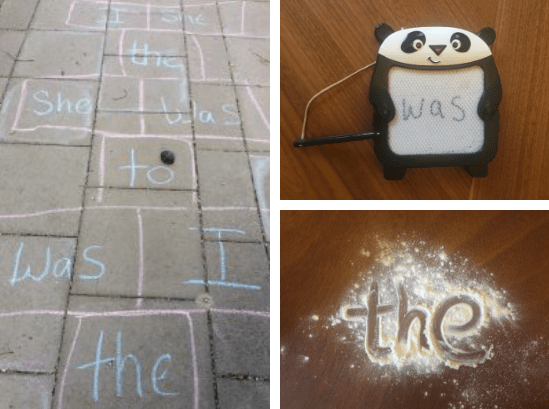 I She
the
She was
to
was I
the
was
the